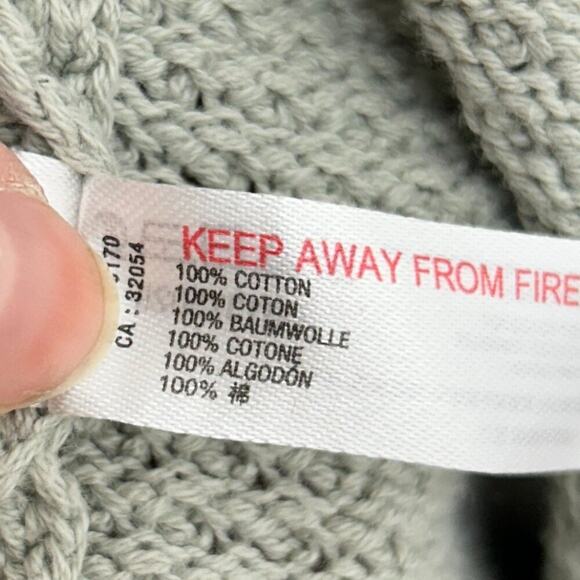 KEEP AWAY FROM FIRE
100% COTTON
100% COTON
100% BAUMWOLLE
100% COTONE
100% ALGODÓN
100% 棉
CA: 32054